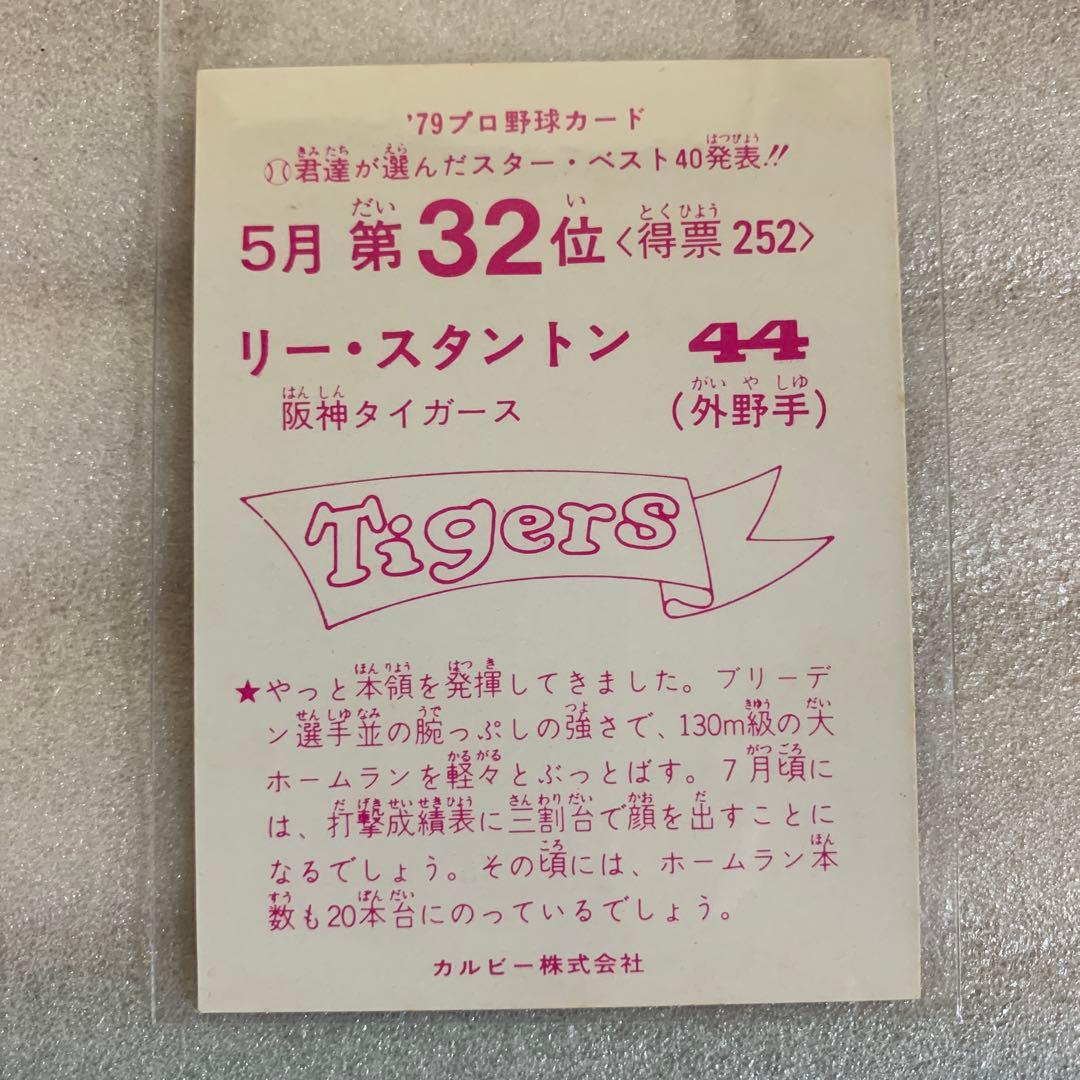 '79プロ野球カード
君達が選んだスター・ベスト40発表!!
5月 第32位〈得票 252〉
リー・スタントン 44
阪神タイガース (外野手)
Tigers
★やっと本領を発揮してきました。ブリーデ
ン選手並の腕っぷしの強さで、130m級の大
ホームランを軽々とぶっとばす。7月頃に
は、打撃成績表に三割台で顔を出すことに
なるでしょう。その頃には、ホームラン本
数も20本台にのっているでしょう。
カルビー株式会社